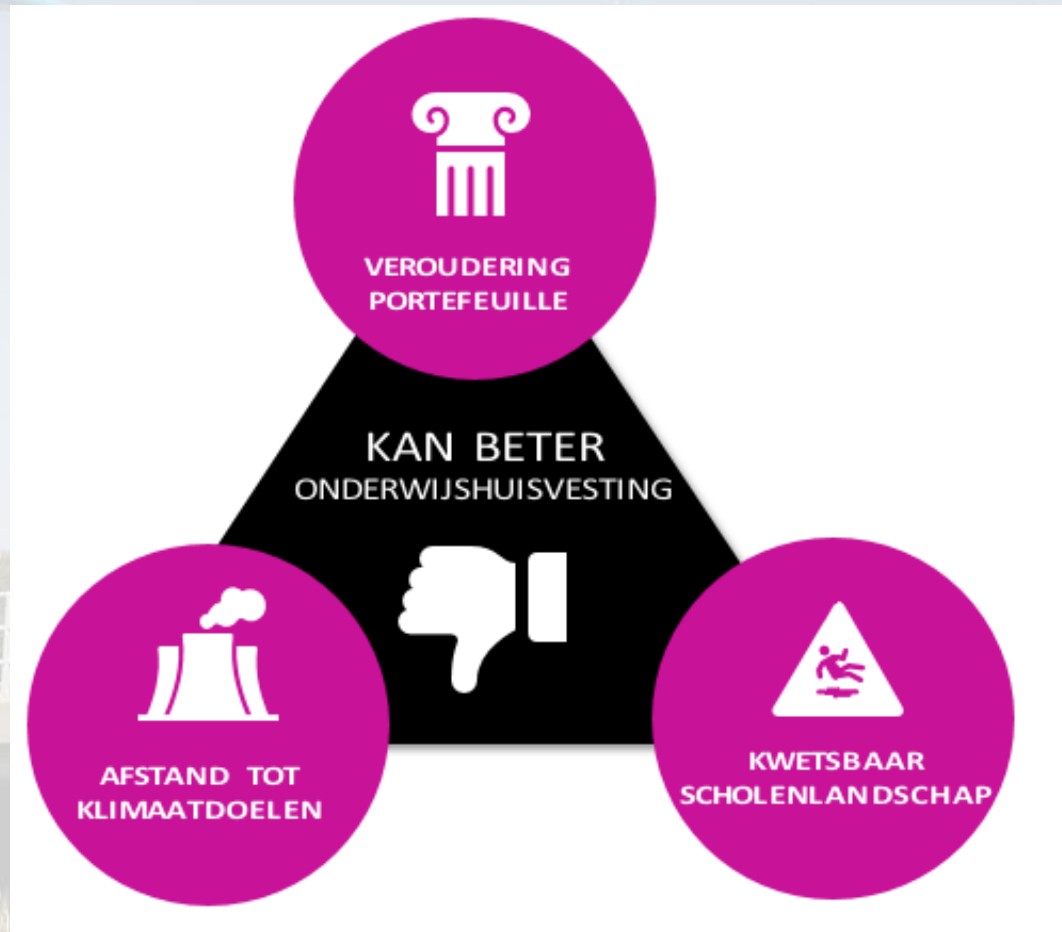 VEROUDERING
PORTEFEUILLE
KAN BETER
ONDERWIJSHUISVESTING
AFSTAND TOT
KLIMAATDOELEN
KWETSBAAR
SCHOLENLANDSCHAP